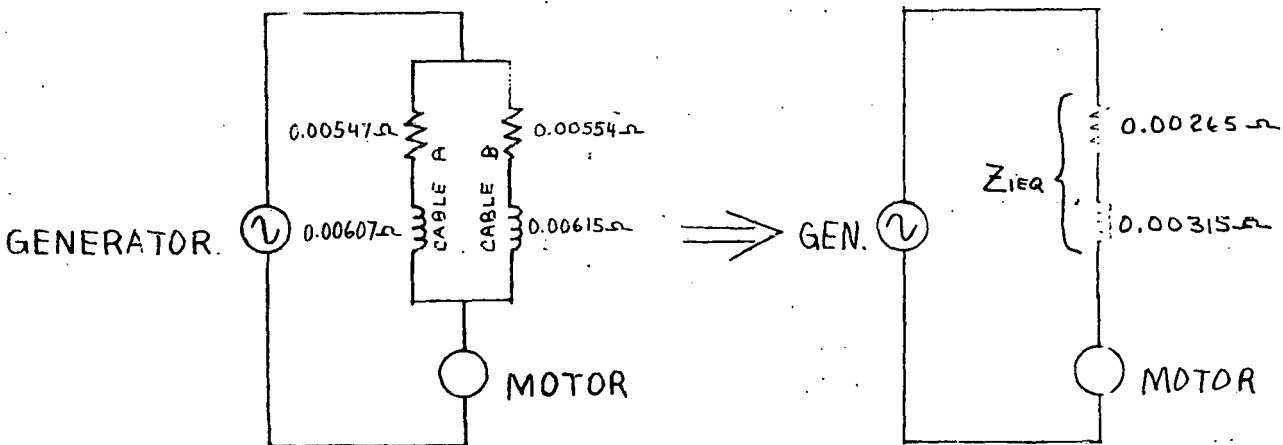 0.00547Ω
CABLE A
CABLE B
0.00554Ω
0.00265Ω
Z1EQ
GENERATOR.
0.00607Ω
0.00615Ω
GEN.
0.00315Ω
MOTOR
MOTOR